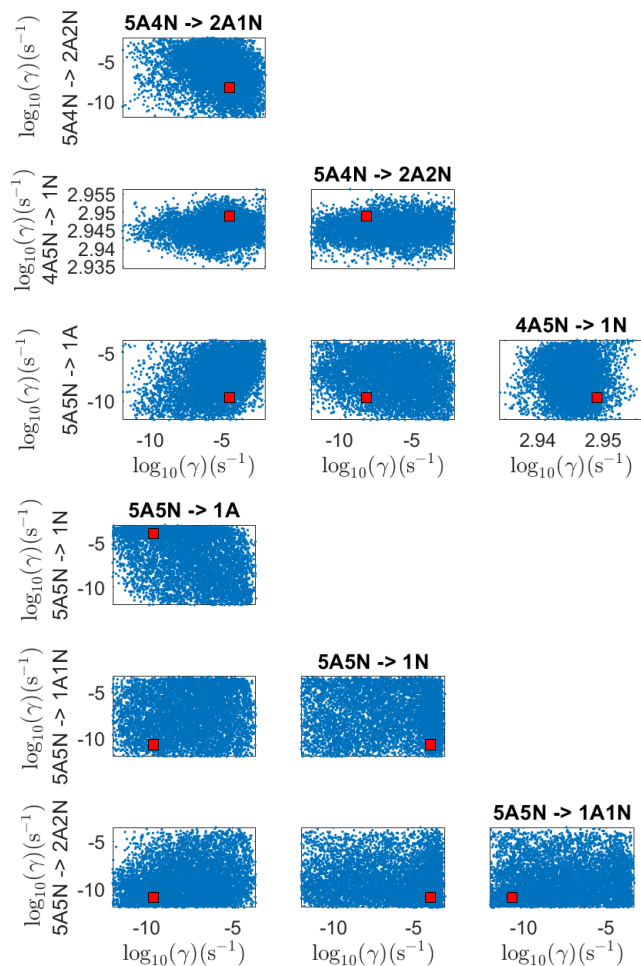 5A4N -> 2A1N
log₁₀(γ)(s⁻¹)
5A4N -> 2A2N
-5
-10
5A4N -> 2A2N
log₁₀(γ)(s⁻¹)
4A5N -> 1N
2.955
2.95
2.945
2.94
2.935
4A5N -> 1N
log₁₀(γ)(s⁻¹)
5A5N -> 1A
-5
-10
-10 -5 -10 -5 2.94 2.95
log₁₀(γ)(s⁻¹) log₁₀(γ)(s⁻¹) log₁₀(γ)(s⁻¹)
5A5N -> 1A
log₁₀(γ)(s⁻¹)
5A5N -> 1N
-5
-10
5A5N -> 1N
log₁₀(γ)(s⁻¹)
5A5N -> 1A1N
-5
-10
5A5N -> 1A1N
log₁₀(γ)(s⁻¹)
5A5N -> 2A2N
-5
-10
-10 -5 -10 -5 -10 -5
log₁₀(γ)(s⁻¹) log₁₀(γ)(s⁻¹) log₁₀(γ)(s⁻¹)